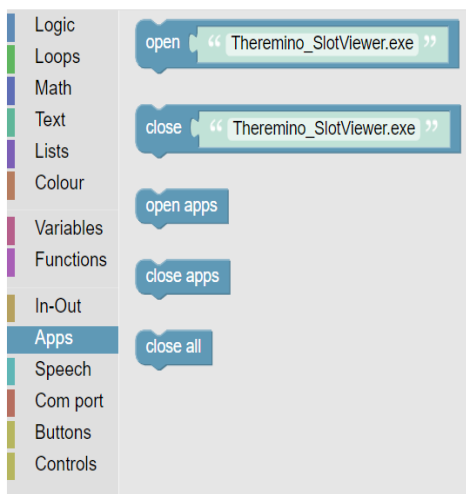 Logic
Loops
Math
Text
Lists
Colour
Variables
Functions
In-Out
Apps
Speech
Com port
Buttons
Controls
open “ Theremino_SlotViewer.exe ”
close “ Theremino_SlotViewer.exe ”
open apps
close apps
close all